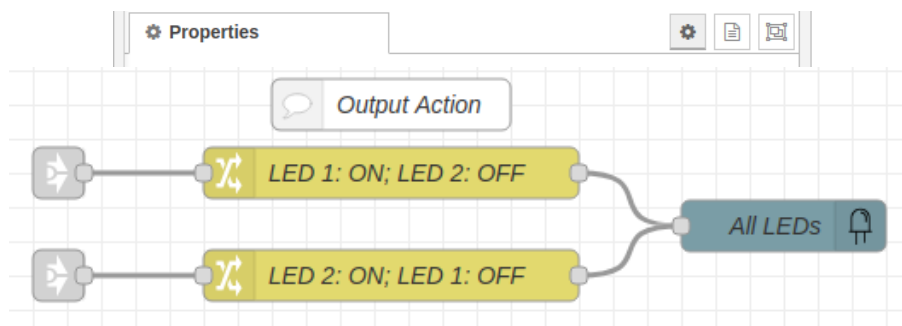 Properties
Output Action
LED 1: ON; LED 2: OFF
All LEDs
LED 2: ON; LED 1: OFF